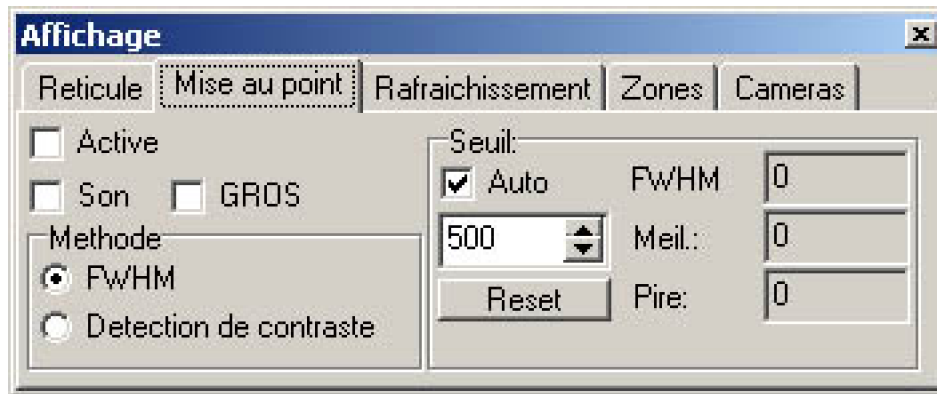 Affichage
Reticule Mise au point Rafraichissement Zones Cameras
Active
Son GROS
Methode
FWHM
Detection de contraste
Seuil:
Auto FWHM 0
500 Meil.: 0
Reset Pire: 0